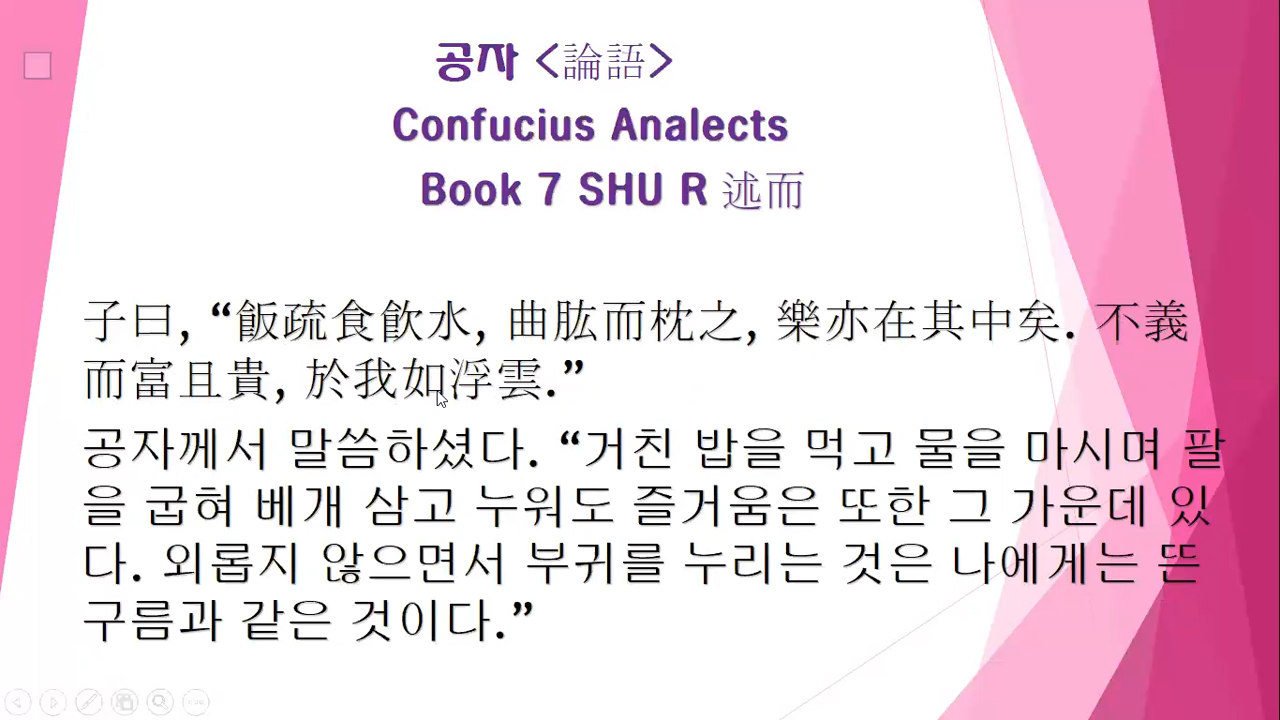 공자 <論語>
Confucius Analects
Book 7 SHU R 述而
子曰, “飯疏食飮水, 曲肱而枕之, 樂亦在其中矣. 不義
而富且貴, 於我如浮雲.”
공자께서 말씀하셨다. “거친 밥을 먹고 물을 마시며 팔
을 굽혀 베개 삼고 누워도 즐거움은 또한 그 가운데 있
다. 외롭지 않으면서 부귀를 누리는 것은 나에게는 뜬
구름과 같은 것이다.”